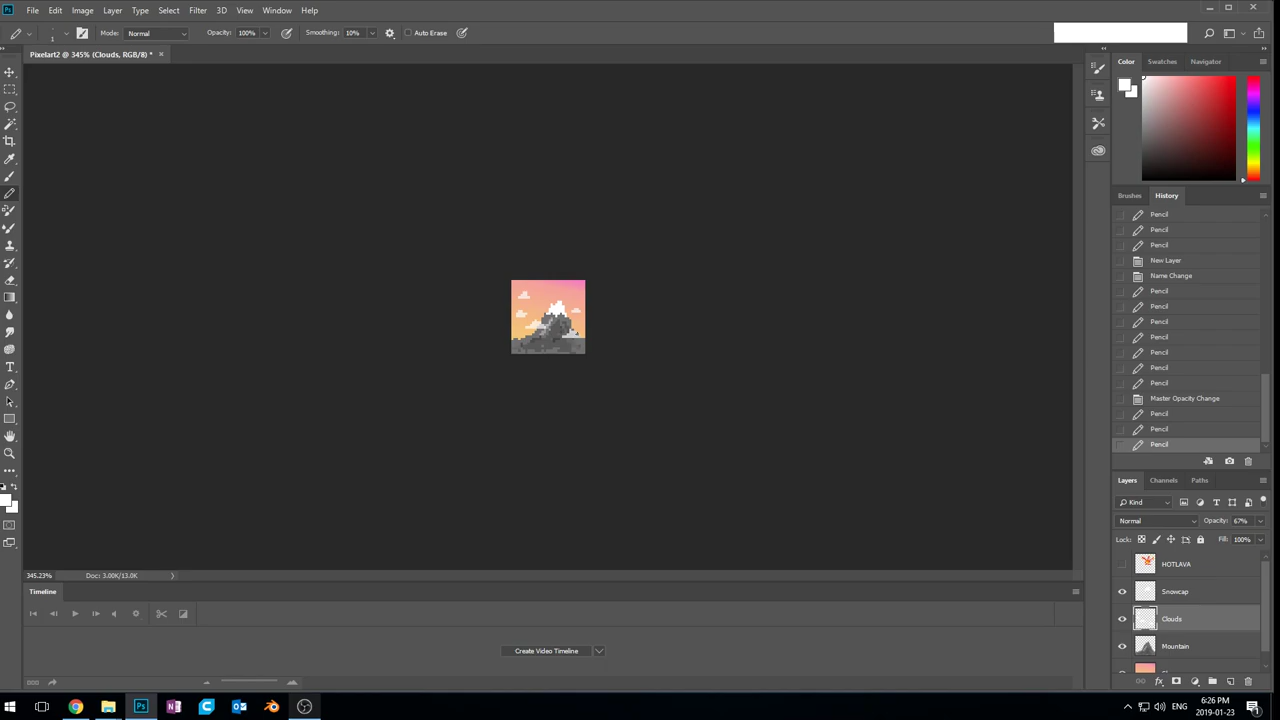 Ps File Edit Image Layer Type Select Filter 3D View Window Help
1 Mode: Normal Opacity: 100% Smoothing: 10% Auto Erase
Pixelart2 @ 345% (Clouds, RGB/8) *
Color Swatches Navigator
Brushes History
Pencil
Pencil
Pencil
New Layer
Name Change
Pencil
Pencil
Pencil
Pencil
Pencil
Pencil
Pencil
Master Opacity Change
Pencil
Pencil
Pencil
Layers Channels Paths
Kind
Normal Opacity: 67%
Lock: Fill: 100%
HOTLAVA
Snowcap
Clouds
Mountain
345.23% Doc: 3.00K/13.0K
Timeline
Create Video Timeline
ENG 6:26 PM
2019-01-23